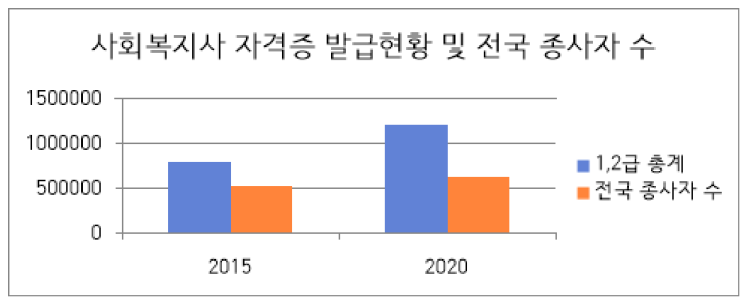 사회복지사 자격증 발급현황 및 전국 종사자 수
1500000
1000000
500000
0
2015
2020
1,2급 총계
전국 종사자 수